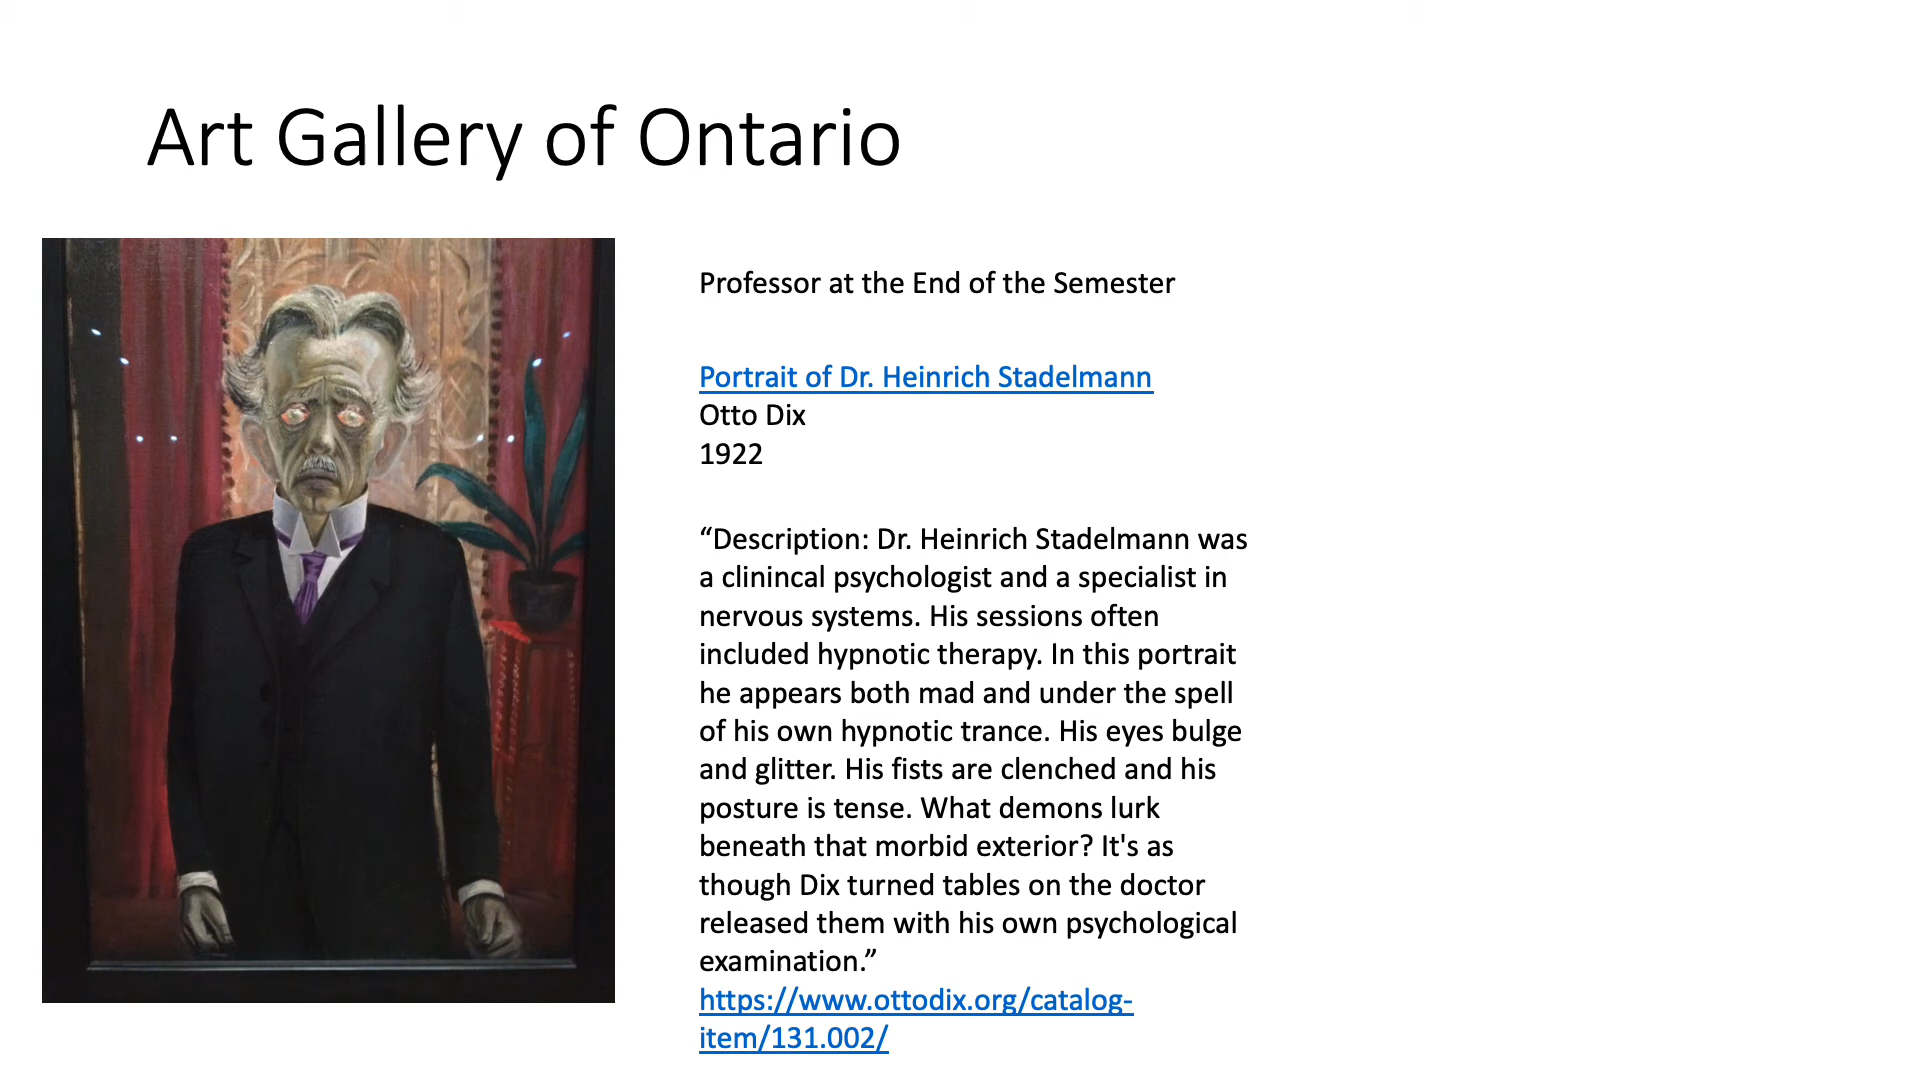 Art Gallery of Ontario
Professor at the End of the Semester
Portrait of Dr. Heinrich Stadelmann
Otto Dix
1922
“Description: Dr. Heinrich Stadelmann was
a clinincal psychologist and a specialist in
nervous systems. His sessions often
included hypnotic therapy. In this portrait
he appears both mad and under the spell
of his own hypnotic trance. His eyes bulge
and glitter. His fists are clenched and his
posture is tense. What demons lurk
beneath that morbid exterior? It's as
though Dix turned tables on the doctor
released them with his own psychological
examination.”
https://www.ottodix.org/catalog-
item/131.002/